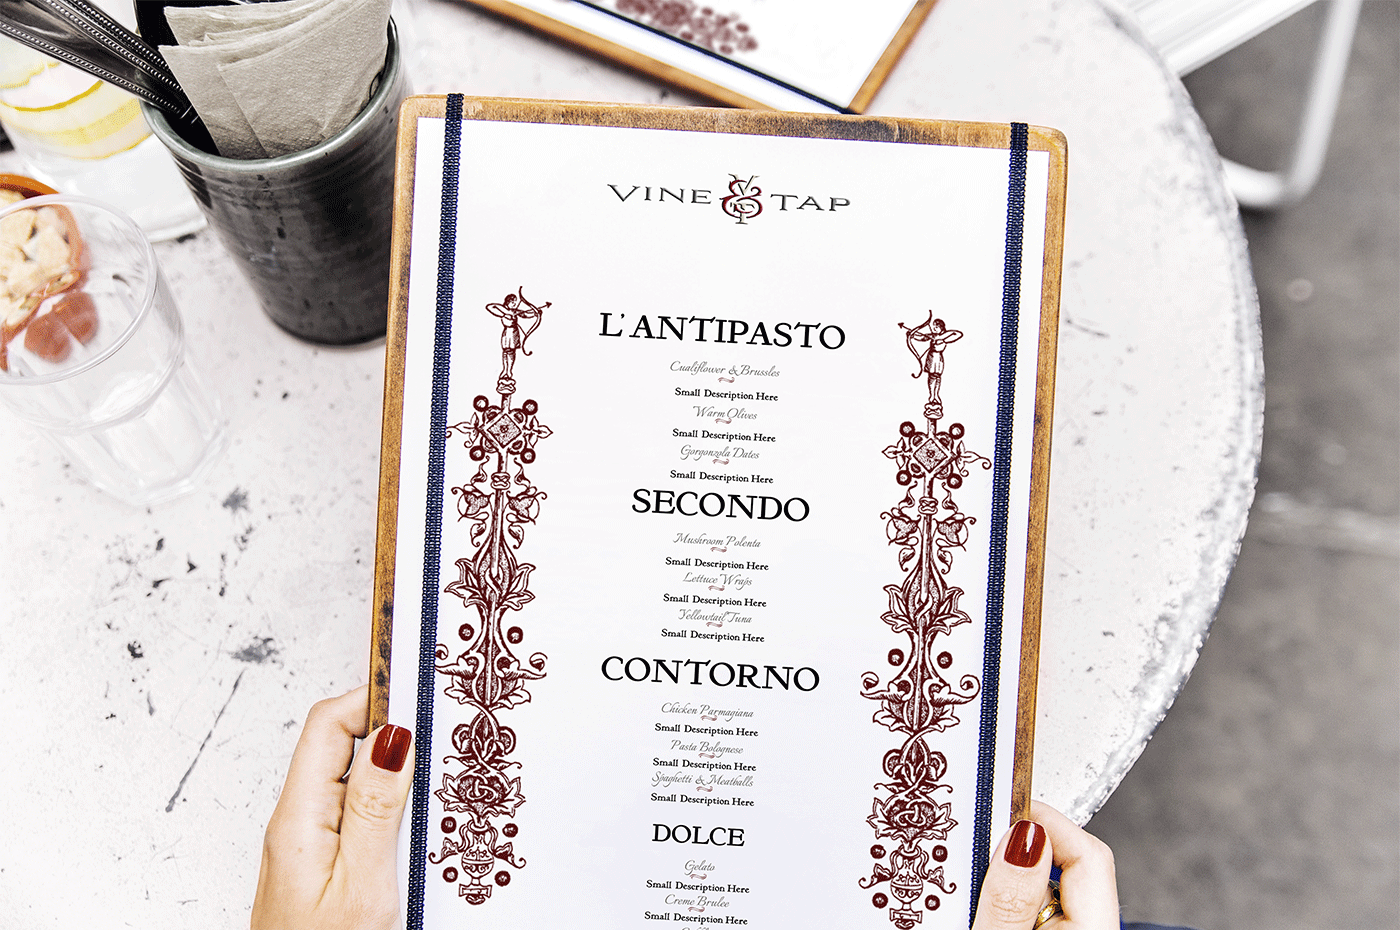 VINE & TAP
L'ANTIPASTO
Cualiflower & Brussles
Small Description Here
Warm Olives
Small Description Here
Gorgonzola Dates
Small Description Here
SECONDO
Mushroom Polenta
Small Description Here
Lettuce Wraps
Small Description Here
Yellowtail Tuna
Small Description Here
CONTORNO
Chicken Parmagiana
Small Description Here
Pasta Bolognese
Small Description Here
Spaghetti & Meatballs
Small Description Here
DOLCE
Gelato
Small Description Here
Creme Brulee
Small Description Here